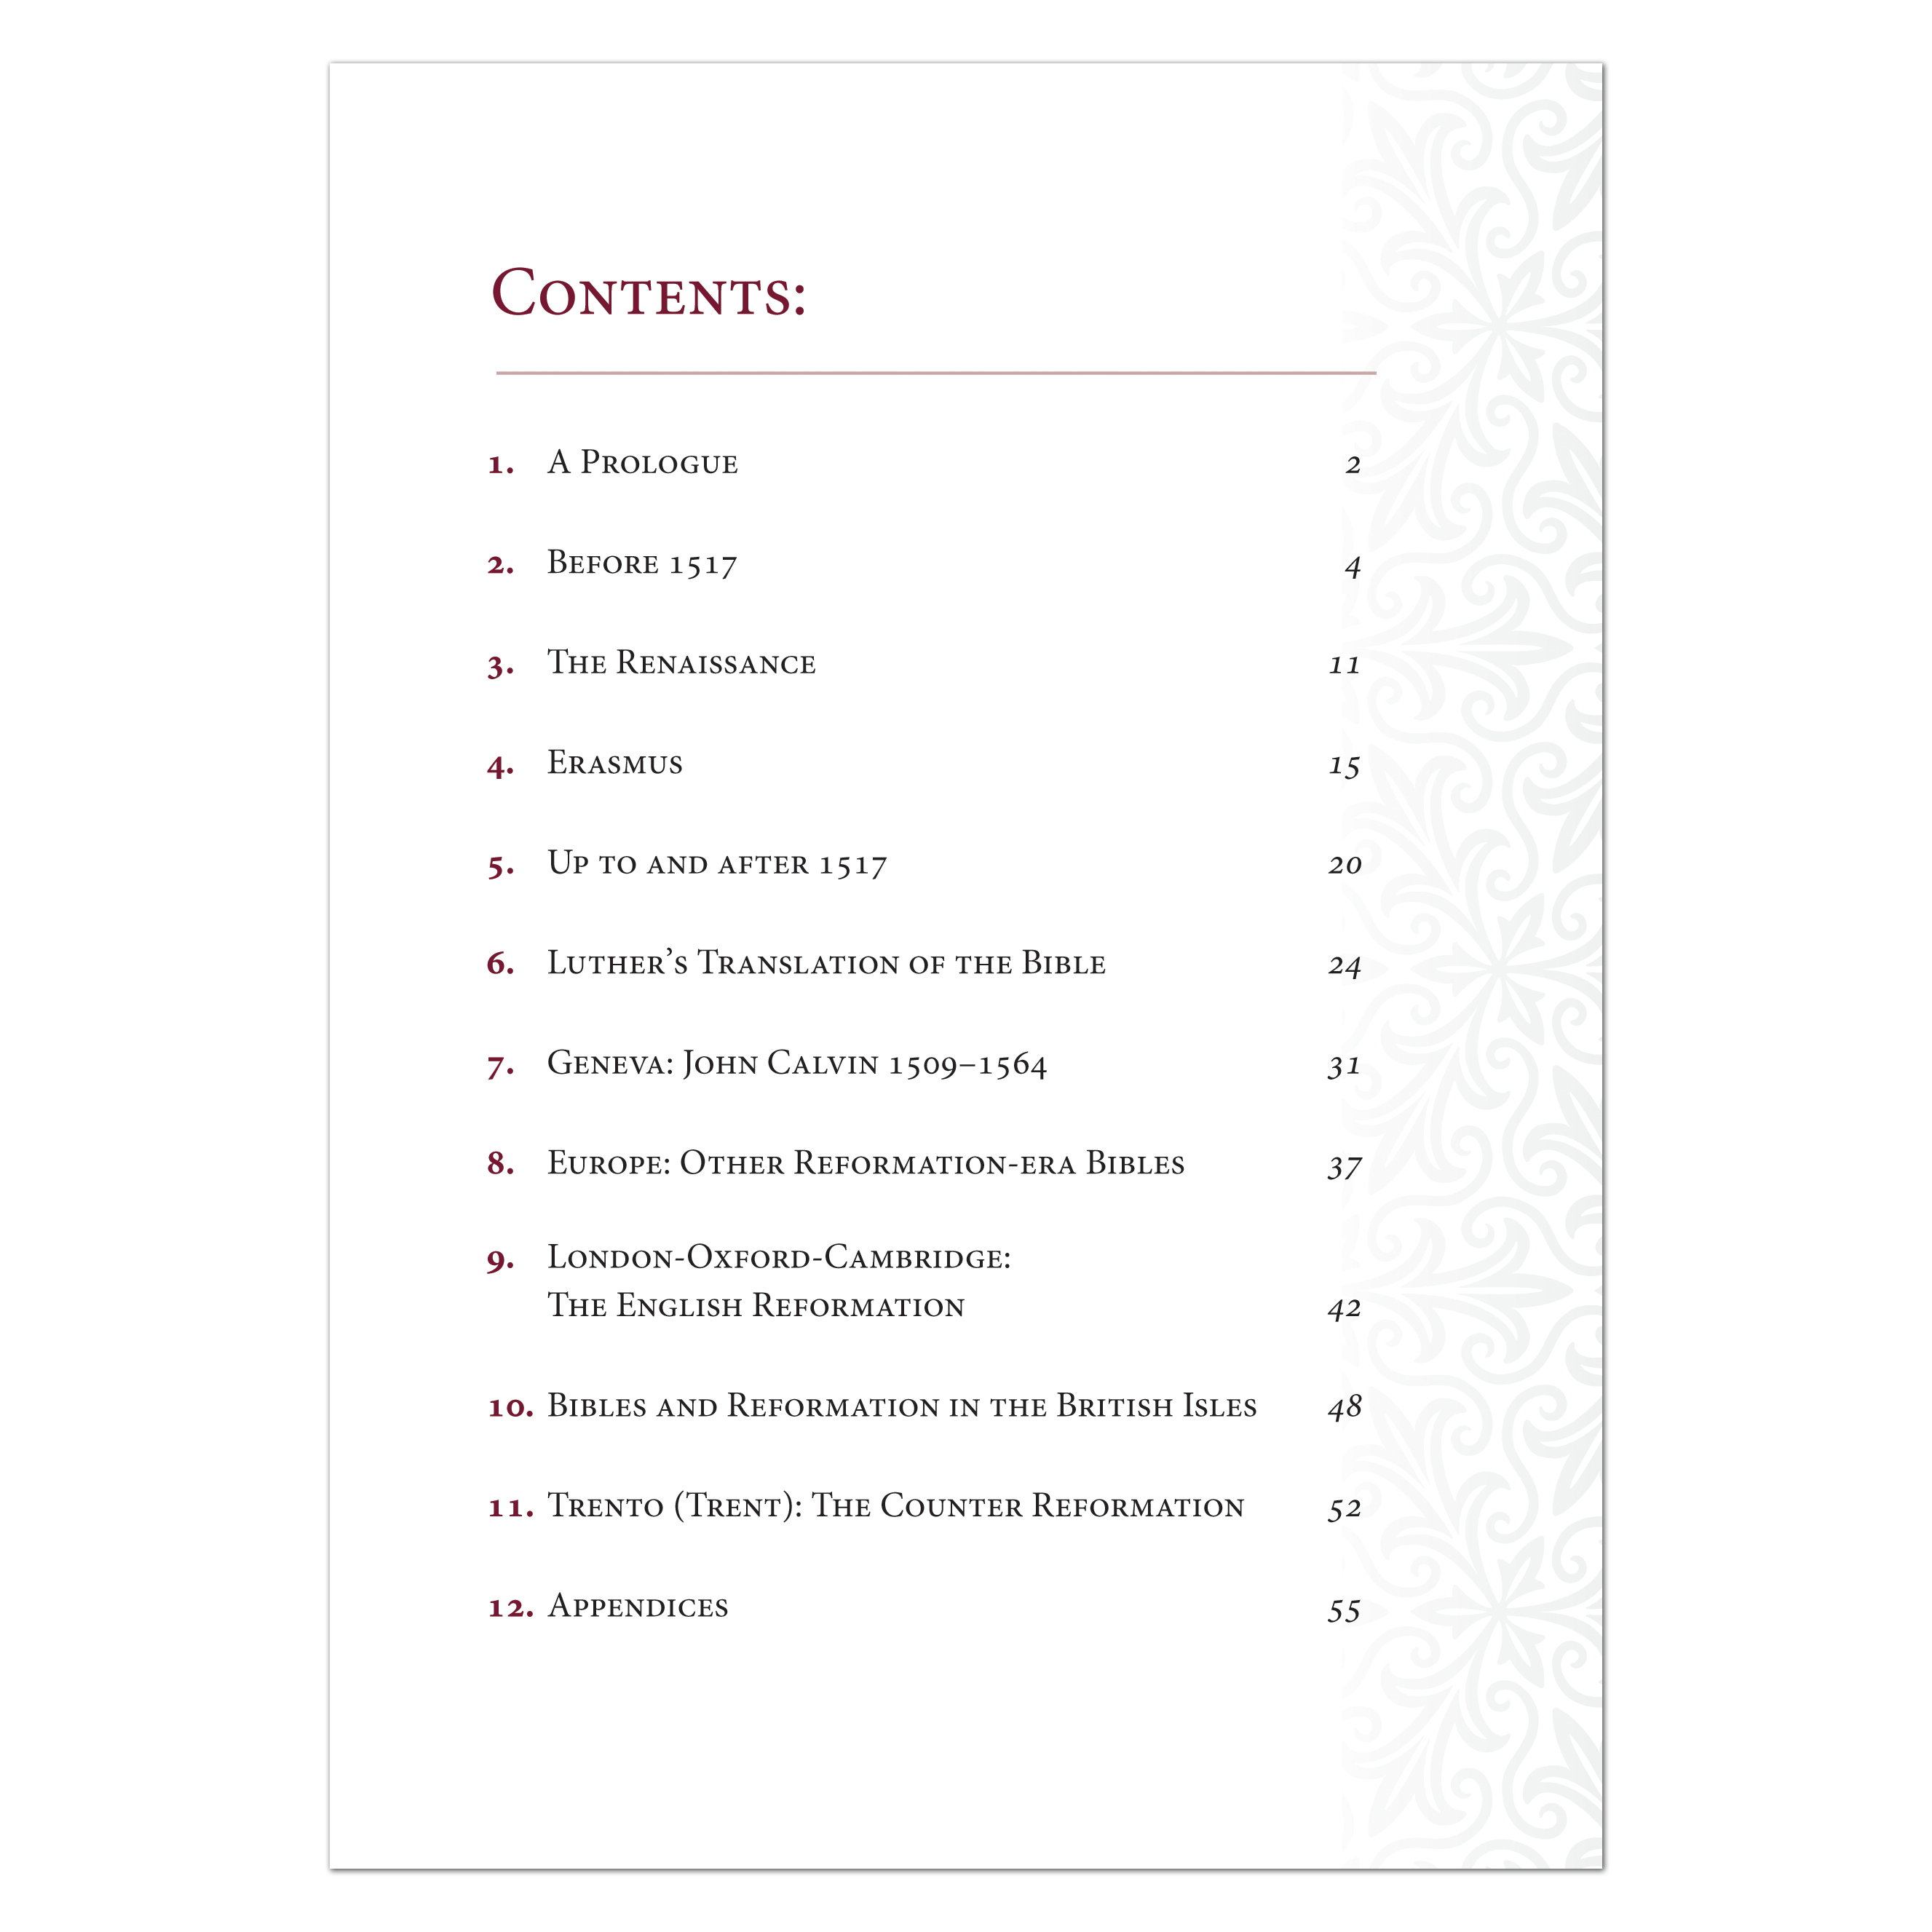 Contents:
1. A Prologue 2
2. Before 1517 4
3. The Renaissance 11
4. Erasmus 15
5. Up to and after 1517 20
6. Luther’s Translation of the Bible 24
7. Geneva: John Calvin 1509–1564 31
8. Europe: Other Reformation-era Bibles 37
9. London-Oxford-Cambridge:
The English Reformation 42
10. Bibles and Reformation in the British Isles 48
11. Trento (Trent): The Counter Reformation 52
12. Appendices 55